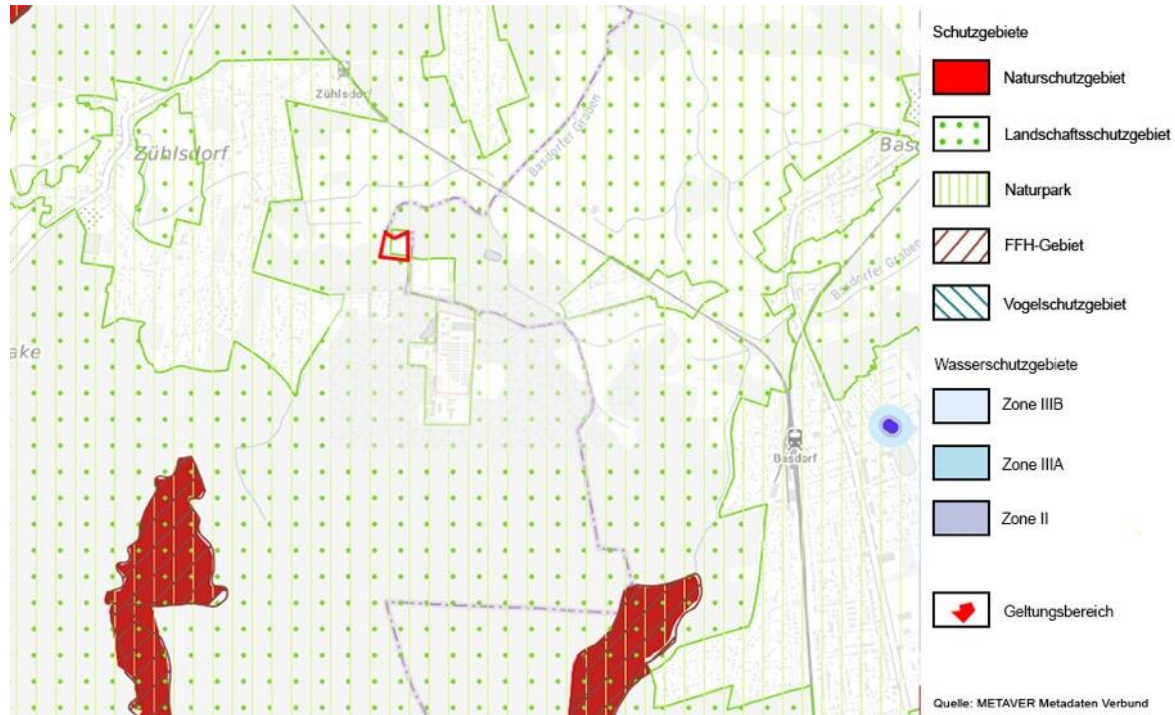 Zühlsdorf
Zühlsdorf
Basdorfer Graben
Bas
Basdorfer Graben
ake
Basdorf
Schutzgebiete
Naturschutzgebiet
Landschaftsschutzgebiet
Naturpark
FFH-Gebiet
Vogelschutzgebiet
Wasserschutzgebiete
Zone IIIB
Zone IIIA
Zone II
Geltungsbereich
Quelle: METAVER Metadaten Verbund